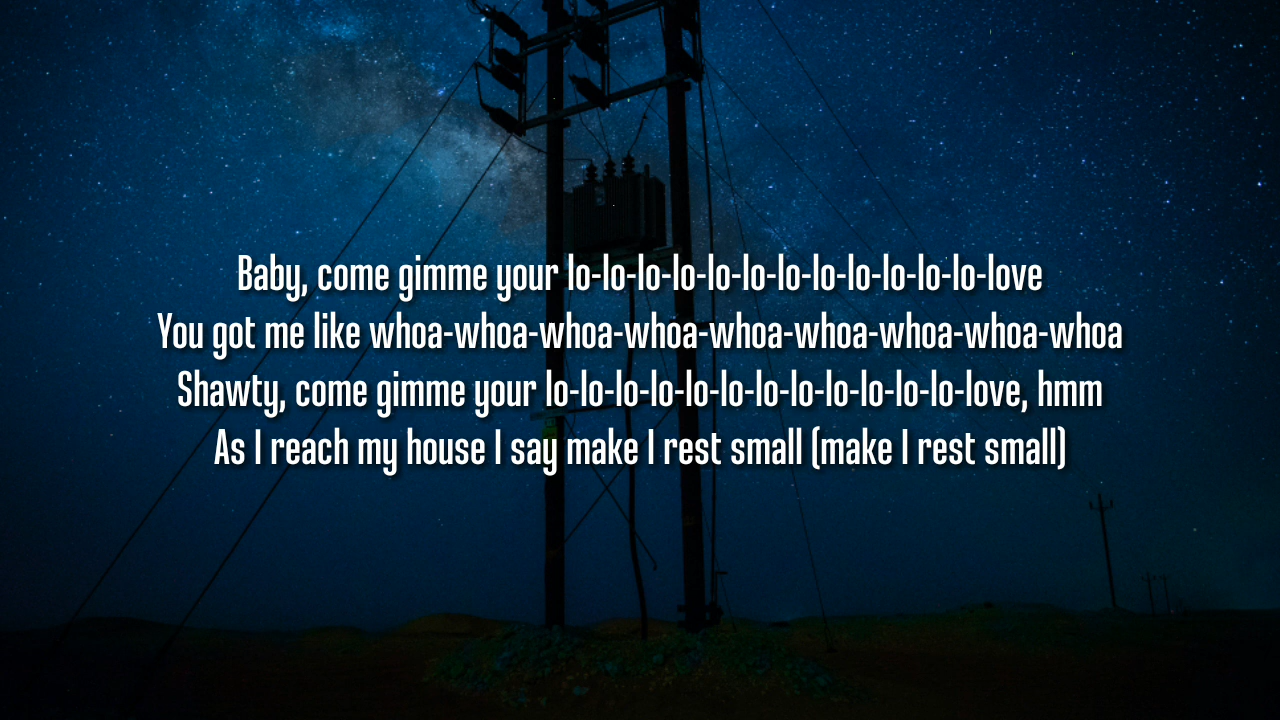 Baby, come gimme your lo-lo-lo-lo-lo-lo-lo-lo-lo-lo-lo-lo-love
You got me like whoa-whoa-whoa-whoa-whoa-whoa-whoa-whoa-whoa
Shawty, come gimme your lo-lo-lo-lo-lo-lo-lo-lo-lo-lo-lo-lo-love, hmm
As I reach my house I say make I rest small (make I rest small)